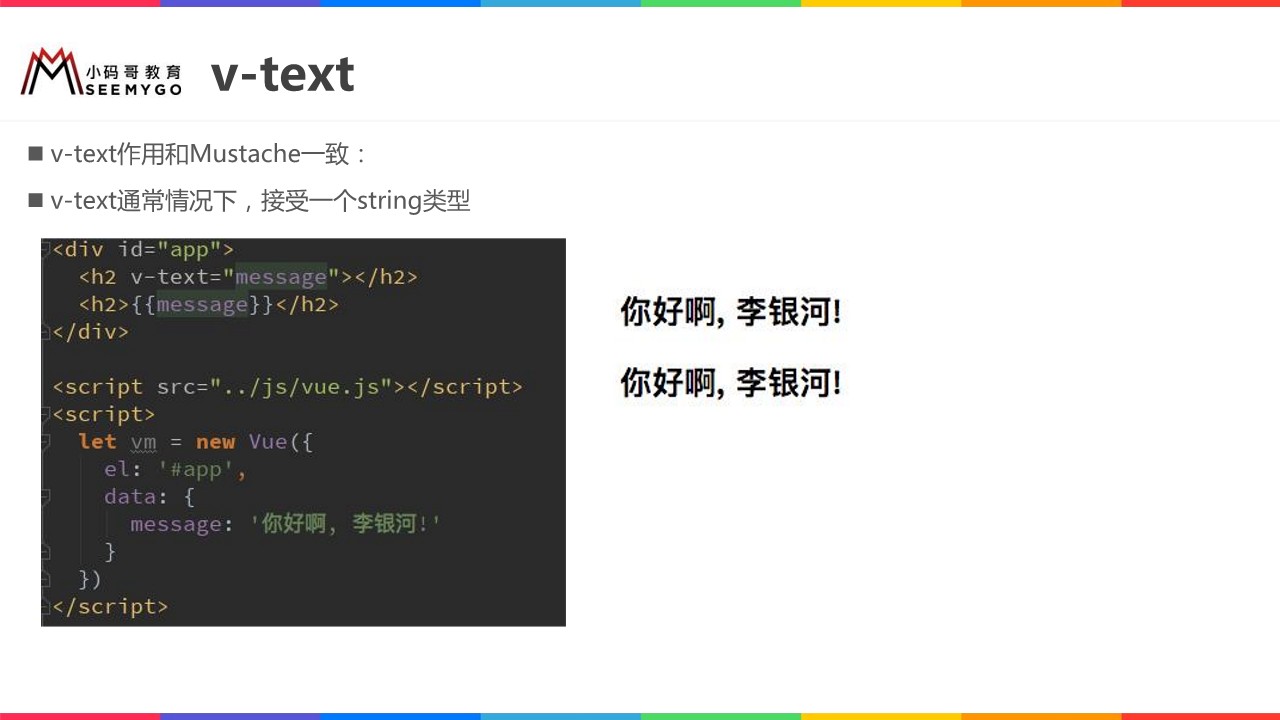 小码哥教育
SEEMYGO
v-text
v-text作用和Mustache一致：
v-text通常情况下，接受一个string类型
<div id="app">
  <h2 v-text="message"></h2>
  <h2>{{message}}</h2>
</div>
<script src="../js/vue.js"></script>
<script>
  let vm = new Vue({
    el: '#app',
    data: {
      message: '你好啊, 李银河!'
    }
  })
</script>
你好啊, 李银河!
你好啊, 李银河!